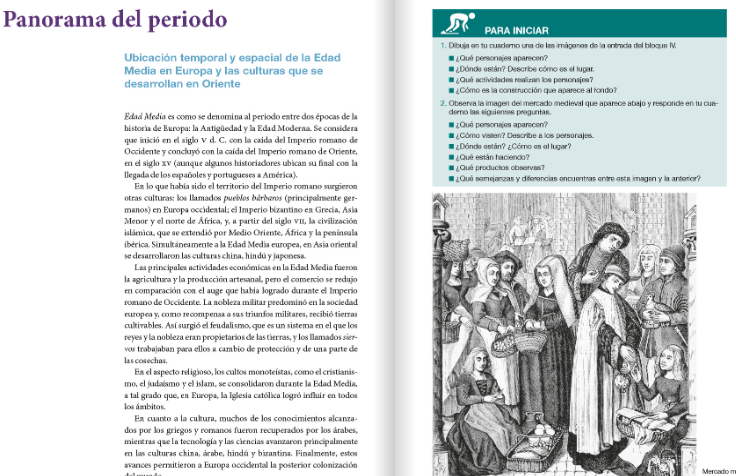 Panorama del periodo
Ubicación temporal y espacial de la Edad
Media en Europa y las culturas que se
desarrollan en Oriente
Edad Media es como se denomina al periodo entre dos épocas de la
historia de Europa: la Antigüedad y la Edad Moderna. Se considera
que inició en el siglo V d. C. con la caída del Imperio romano de
Occidente y concluyó con la caída del Imperio romano de Oriente,
en el siglo XV (aunque algunos historiadores ubican su final con la
llegada de los españoles y portugueses a América).
En lo que había sido el territorio del Imperio romano surgieron
otras culturas: los llamados pueblos bárbaros (principalmente ger-
manos) en Europa occidental; el Imperio bizantino en Grecia, Asia
Menor y el norte de África, y, a partir del siglo VII, la civilización
islámica, que se extendió por Medio Oriente, África y la península
ibérica. Simultáneamente a la Edad Media europea, en Asia oriental
se desarrollaron las culturas china, hindú y japonesa.
Las principales actividades económicas en la Edad Media fueron
la agricultura y la producción artesanal, pero el comercio se redujo
en comparación con el auge que había logrado durante el Imperio
romano de Occidente. La nobleza militar predominó en la sociedad
europea y, como recompensa a sus triunfos militares, recibió tierras
cultivables. Así surgió el feudalismo, que es un sistema en el que los
reyes y la nobleza eran propietarios de las tierras, y los llamados sier-
vos trabajaban para ellos a cambio de protección y de una parte de
las cosechas.
En el aspecto religioso, los cultos monoteístas, como el cristianis-
mo, el judaísmo y el islam, se consolidaron durante la Edad Media,
a tal grado que, en Europa, la Iglesia católica logró influir en todos
los ámbitos.
En cuanto a la cultura, muchos de los conocimientos alcanza-
dos por los griegos y romanos fueron recuperados por los árabes,
mientras que la tecnología y las ciencias avanzaron principalmente
en las culturas china, árabe, hindú y bizantina. Finalmente, estos
avances permitieron a Europa occidental la posterior colonización
PARA INICIAR
1. Dibuja en tu cuaderno una de las imágenes de la entrada del bloque IV.
■ ¿Qué personajes aparecen?
■ ¿Dónde están? Describe cómo es el lugar.
■ ¿Qué actividades realizan los personajes?
■ ¿Cómo es la construcción que aparece al fondo?
2. Observa la imagen del mercado medieval que aparece abajo y responde en tu cua-
derno las siguientes preguntas.
■ ¿Qué personajes aparecen?
■ ¿Cómo visten? Describe a los personajes.
■ ¿Dónde están? ¿Cómo es el lugar?
■ ¿Qué están haciendo?
■ ¿Qué productos observas?
■ ¿Qué semejanzas y diferencias encuentras entre esta imagen y la anterior?
Mercado m